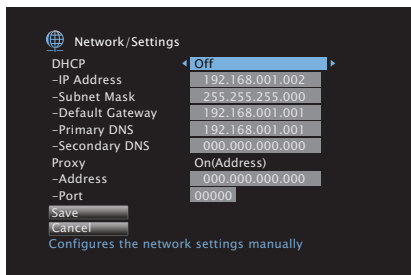 Network/Settings
DHCP Off
–IP Address 192.168.001.002
–Subnet Mask 255.255.255.000
–Default Gateway 192.168.001.001
–Primary DNS 192.168.001.001
–Secondary DNS 000.000.000.000
Proxy On(Address)
–Address 000.000.000.000
–Port 00000
Save
Cancel
Configures the network settings manually